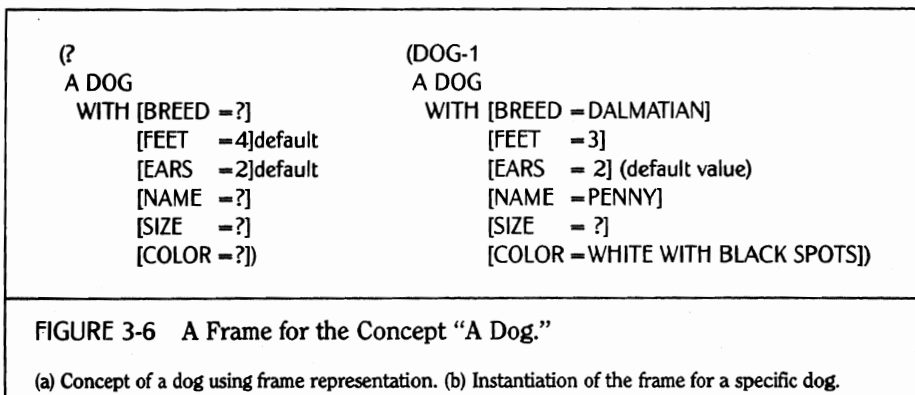 (?
A DOG
WITH [BREED =?]
[FEET =4]default
[EARS =2]default
[NAME =?]
[SIZE =?]
[COLOR =?])
(DOG-1
A DOG
WITH [BREED =DALMATIAN]
[FEET =3]
[EARS = 2] (default value)
[NAME =PENNY]
[SIZE = ?]
[COLOR =WHITE WITH BLACK SPOTS])
FIGURE 3-6 A Frame for the Concept “A Dog.”
(a) Concept of a dog using frame representation. (b) Instantiation of the frame for a specific dog.